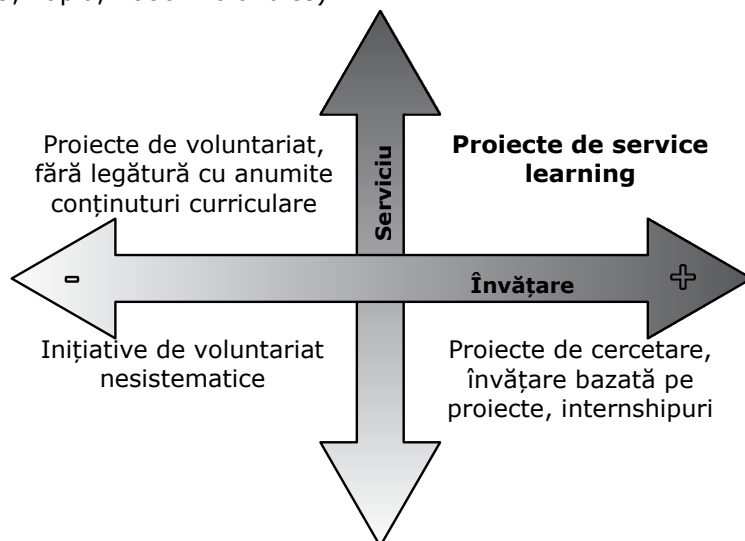 Proiecte de voluntariat,
fără legătură cu anumite
conținuturi curriculare
Serviciu
Proiecte de service
learning
-
Învățare
+
Inițiative de voluntariat
nesistematice
Proiecte de cercetare,
învățare bazată pe
proiecte, internshipuri